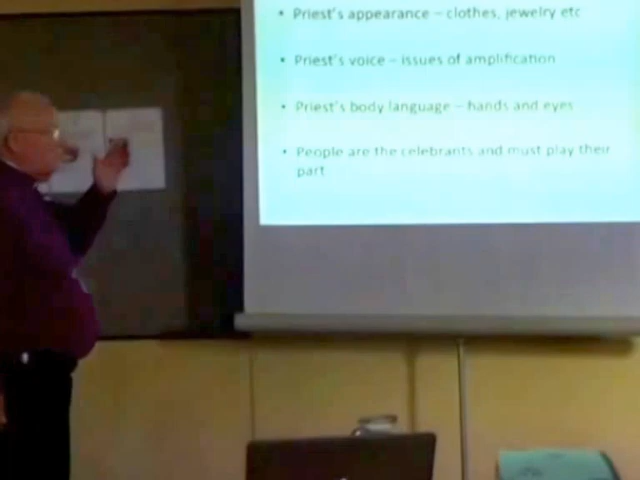 • Priest's appearance – clothes, jewelry etc
• Priest's voice – issues of amplification
• Priest's body language – hands and eyes
• People are the celebrants and must play their
part